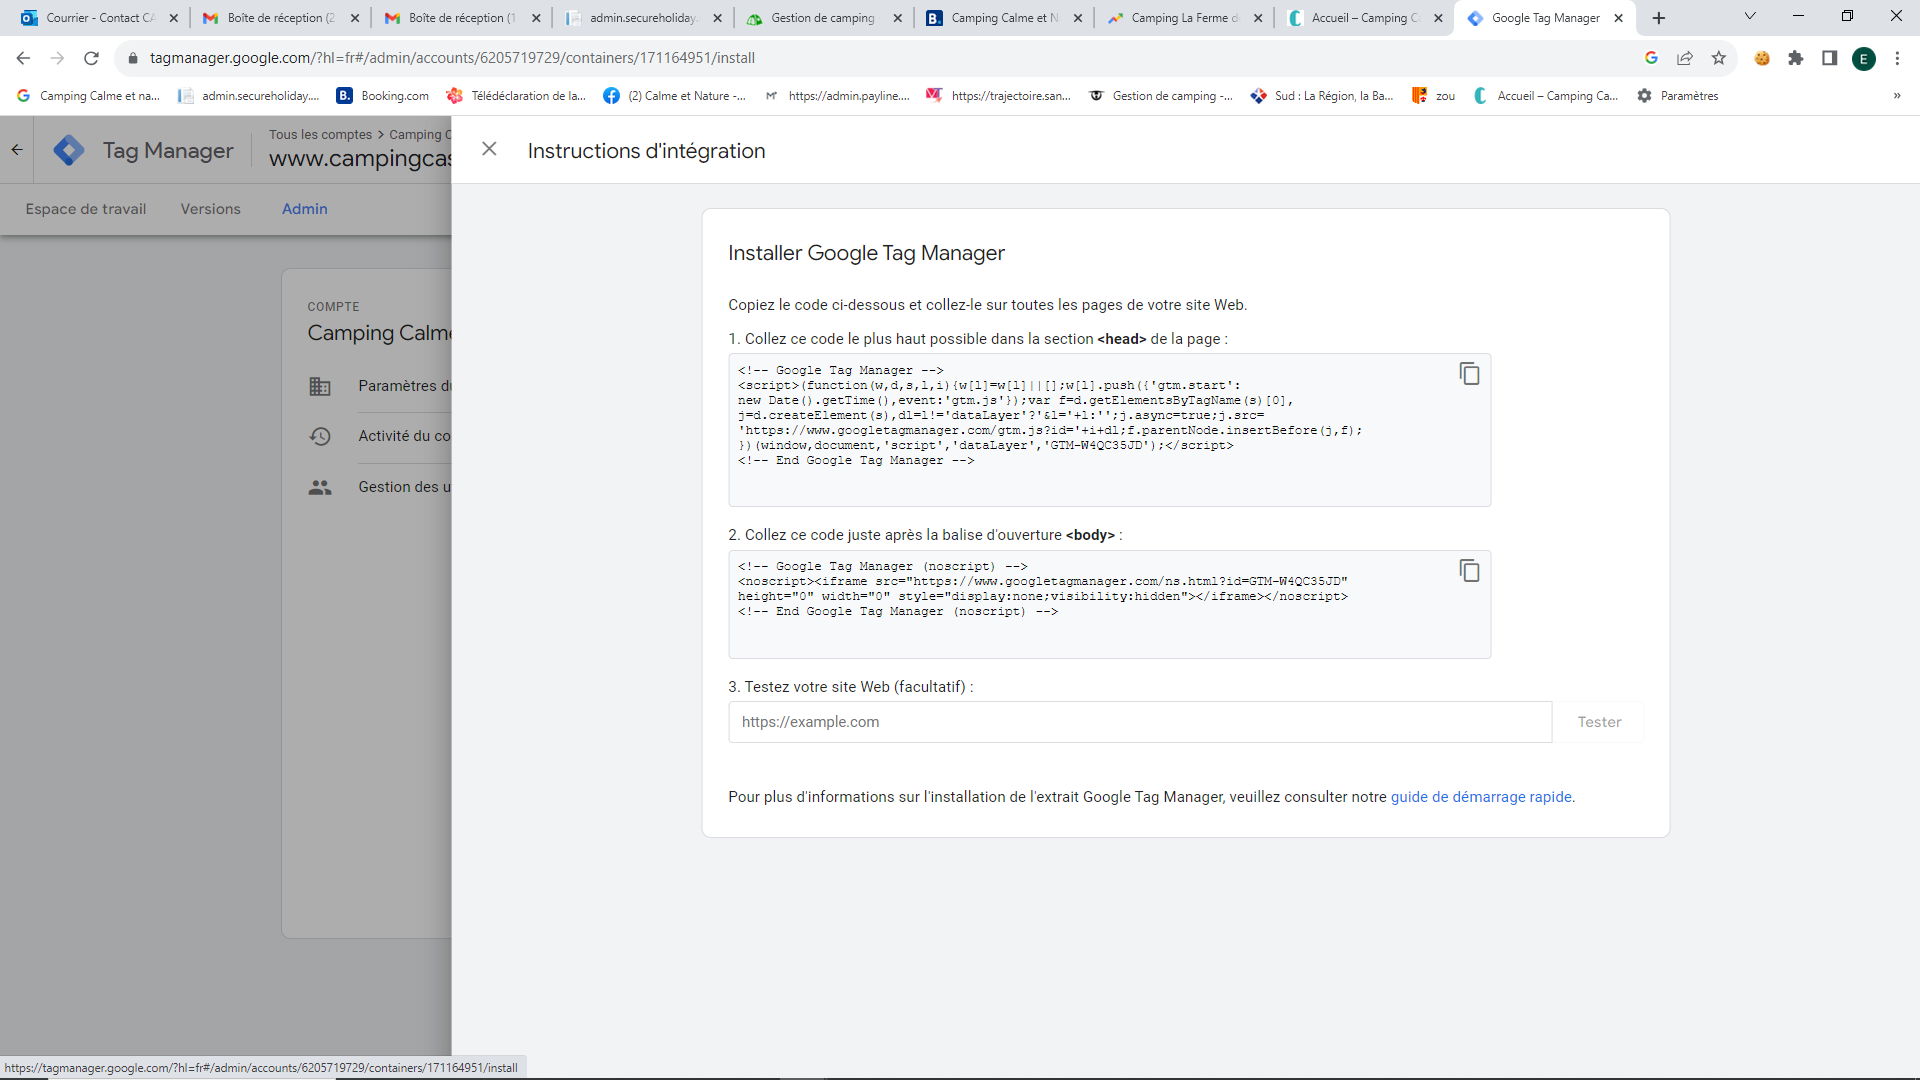 Courrier - Contact CA
Boîte de réception (2
Boîte de réception (1
admin.secureholiday.
Gestion de camping
B.
Camping Calme et N
Camping La Ferme d
Accueil – Camping C
Google Tag Manager
tagmanager.google.com/?hl=fr#/admin/accounts/6205719729/containers/171164951/install
E
Camping Calme et na...
admin.secureholiday....
B.
Booking.com
Télédéclaration de la...
(2) Calme et Nature -...
https://admin.payline....
https://trajectoire.san...
Gestion de camping -...
Sud : La Région, la Ba...
zou
Accueil – Camping Ca...
Paramètres
»
Tag Manager
Tous les comptes > Camping C
www.campingcas
Instructions d'intégration
Espace de travail
Versions
Admin
COMPTE
Camping Calme
Paramètres du
Activité du co
Gestion des u
Installer Google Tag Manager
Copiez le code ci-dessous et collez-le sur toutes les pages de votre site Web.
1. Collez ce code le plus haut possible dans la section <head> de la page :
<!-- Google Tag Manager -->
<script>(function(w,d,s,l,i){w[l]=w[l]||[];w[l].push({'gtm.start':
new Date().getTime(),event:'gtm.js'});var f=d.getElementsByTagName(s)[0],
j=d.createElement(s),dl=l!='dataLayer'?'&l='+l:'';j.async=true;j.src=
'https://www.googletagmanager.com/gtm.js?id='+i+dl;f.parentNode.insertBefore(j,f);
})(window,document,'script','dataLayer','GTM-W4QC35JD');</script>
<!-- End Google Tag Manager -->
2. Collez ce code juste après la balise d'ouverture <body> :
<!-- Google Tag Manager (noscript) -->
<noscript><iframe src="https://www.googletagmanager.com/ns.html?id=GTM-W4QC35JD"
height="0" width="0" style="display:none;visibility:hidden"></iframe></noscript>
<!-- End Google Tag Manager (noscript) -->
3. Testez votre site Web (facultatif) :
https://example.com
Tester
Pour plus d'informations sur l'installation de l'extrait Google Tag Manager, veuillez consulter notre guide de démarrage rapide.
https://tagmanager.google.com/?hl=fr#/admin/accounts/6205719729/containers/171164951/install